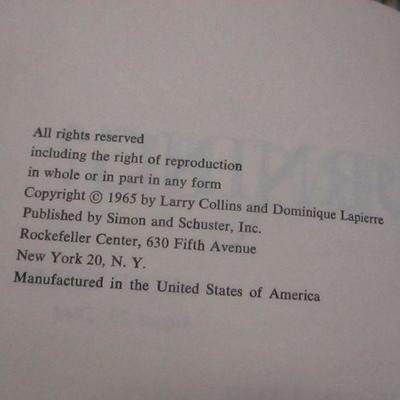 All rights reserved
including the right of reproduction
in whole or in part in any form
Copyright © 1965 by Larry Collins and Dominique Lapierre
Published by Simon and Schuster, Inc.
Rockefeller Center, 630 Fifth Avenue
New York 20, N. Y.
Manufactured in the United States of America